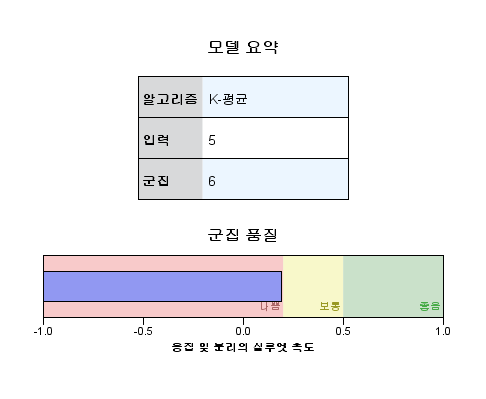 모델 요약
알고리즘 K-평균
입력 5
군집 6
군집 품질
나쁨 보통 좋음
-1.0 -0.5 0.0 0.5 1.0
응집 및 분리의 실루엣 측도